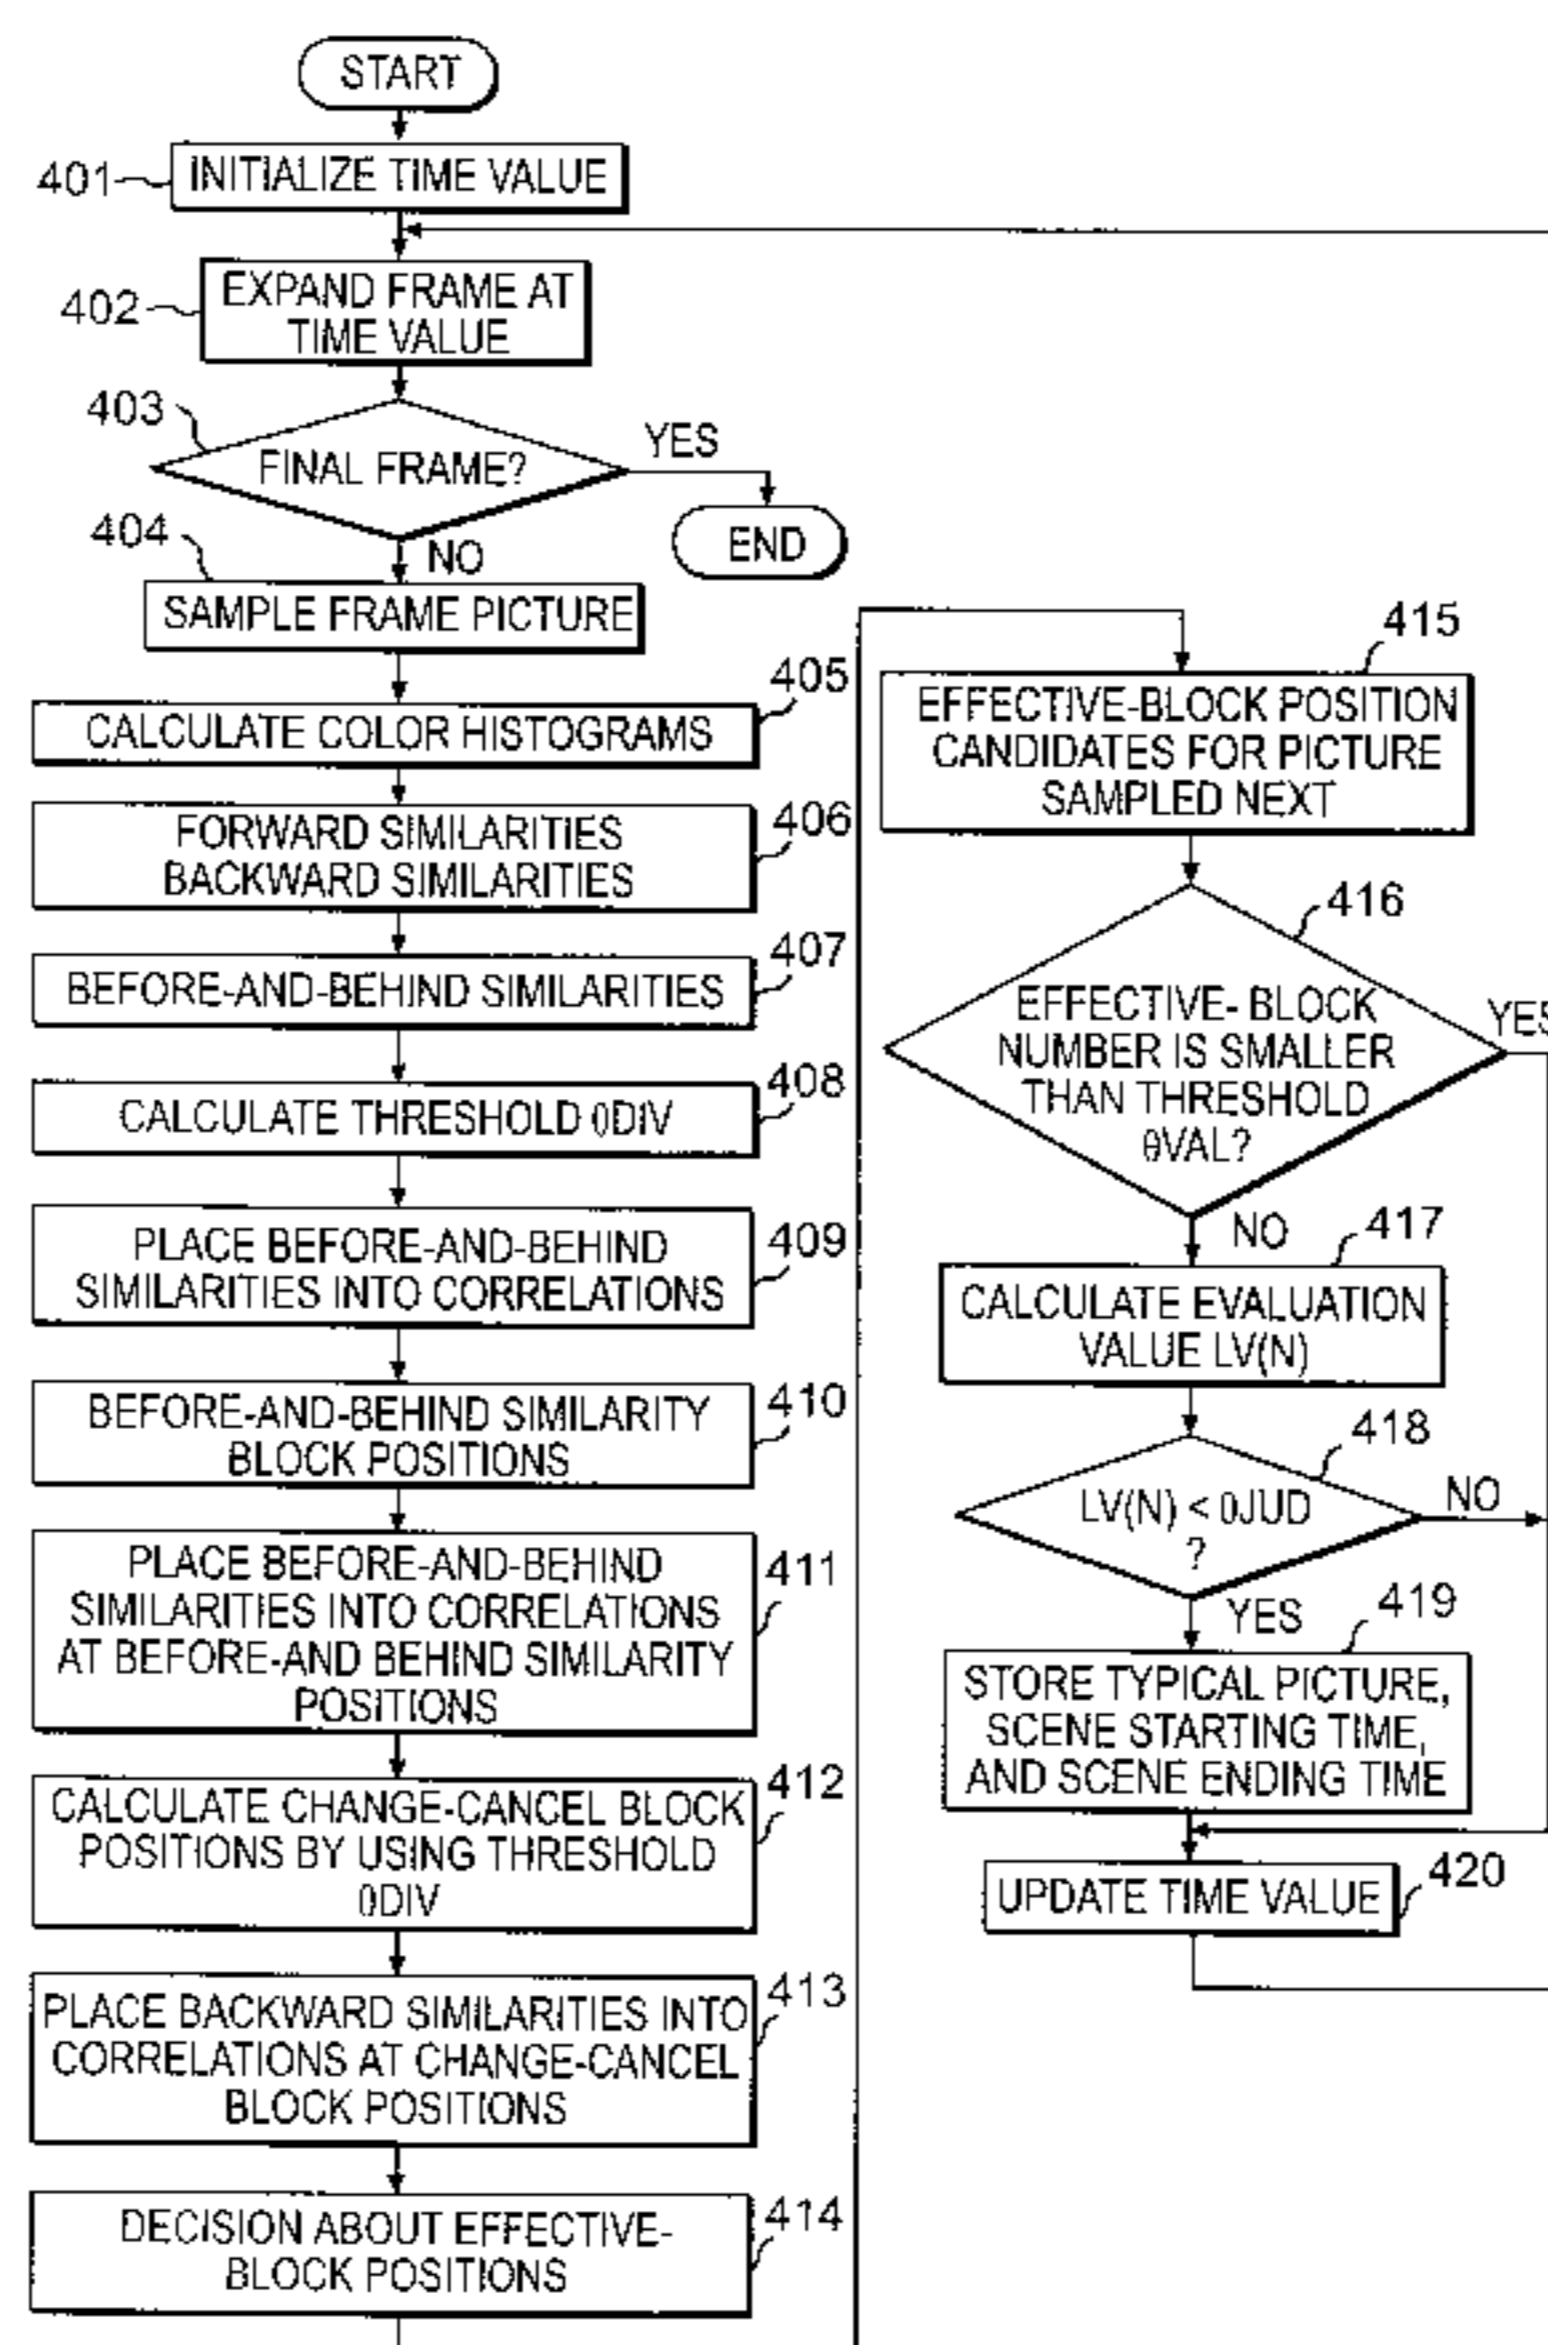 START
401
INITIALIZE TIME VALUE
402
EXPAND FRAME AT
TIME VALUE
403
FINAL FRAME?
YES
END
NO
404
SAMPLE FRAME PICTURE
405
CALCULATE COLOR HISTOGRAMS
406
FORWARD SIMILARITIES
BACKWARD SIMILARITIES
407
BEFORE-AND-BEHIND SIMILARITIES
408
CALCULATE THRESHOLD θDIV
409
PLACE BEFORE-AND-BEHIND
SIMILARITIES INTO CORRELATIONS
410
BEFORE-AND-BEHIND SIMILARITY
BLOCK POSITIONS
411
PLACE BEFORE-AND-BEHIND
SIMILARITIES INTO CORRELATIONS
AT BEFORE-AND BEHIND SIMILARITY
POSITIONS
412
CALCULATE CHANGE-CANCEL BLOCK
POSITIONS BY USING THRESHOLD
θDIV
413
PLACE BACKWARD SIMILARITIES INTO
CORRELATIONS AT CHANGE-CANCEL
BLOCK POSITIONS
414
DECISION ABOUT EFFECTIVE-
BLOCK POSITIONS
415
EFFECTIVE-BLOCK POSITION
CANDIDATES FOR PICTURE
SAMPLED NEXT
416
EFFECTIVE- BLOCK
NUMBER IS SMALLER
THAN THRESHOLD
θVAL?
YES
NO
417
CALCULATE EVALUATION
VALUE LV(N)
418
LV(N) < θJUD
?
NO
YES
419
STORE TYPICAL PICTURE,
SCENE STARTING TIME,
AND SCENE ENDING TIME
420
UPDATE TIME VALUE